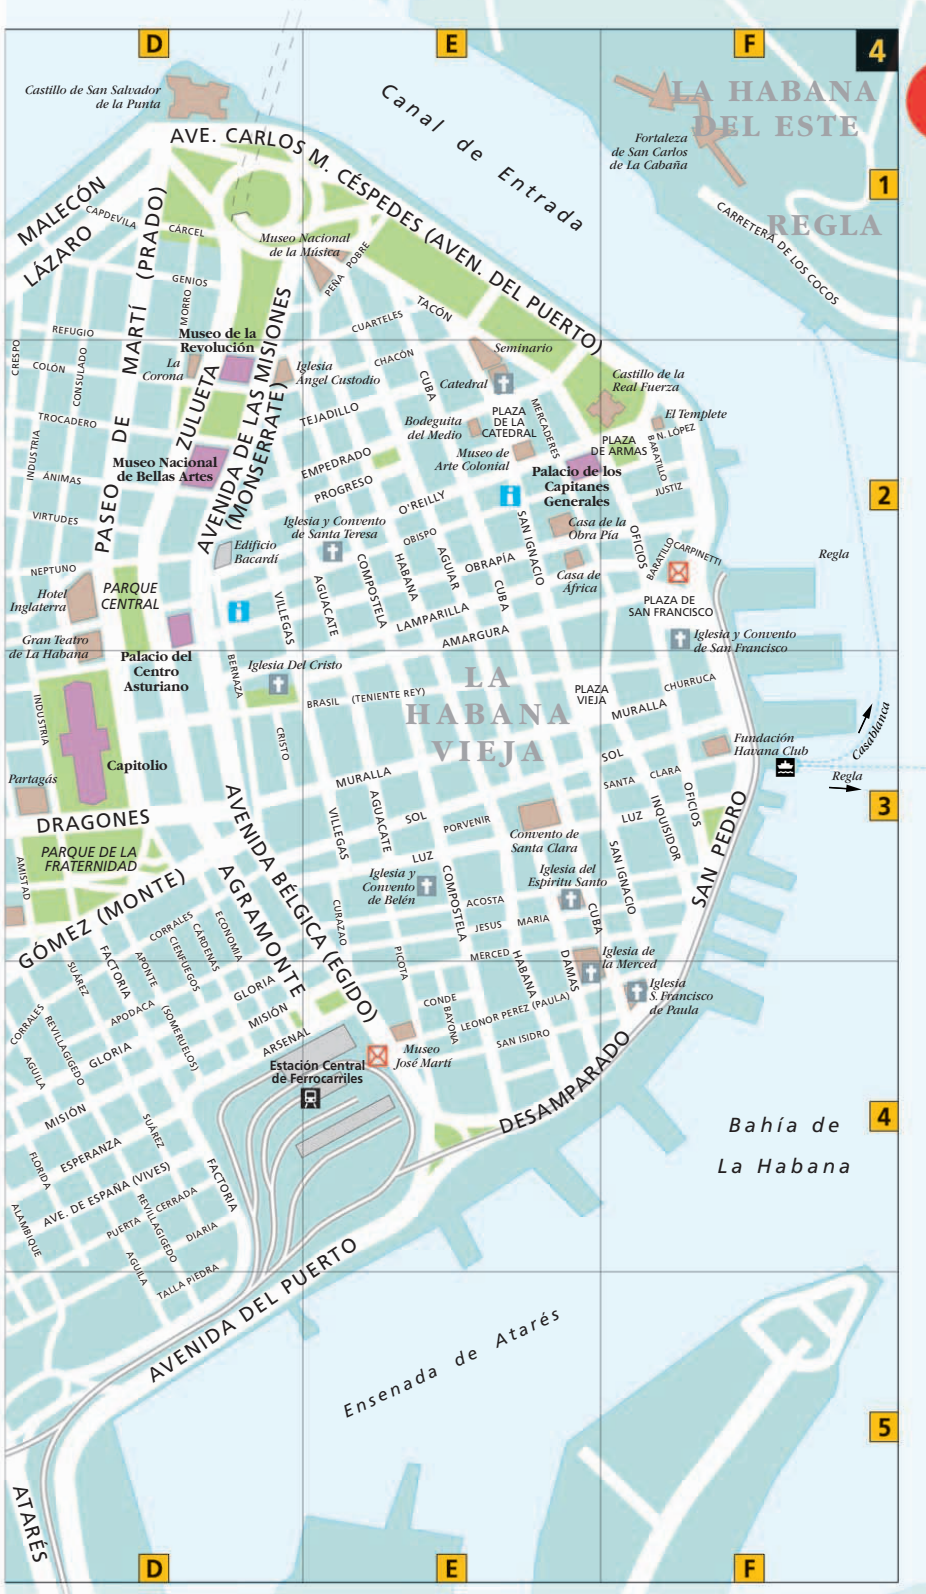 D
E
F
4
Castillo de San Salvador
de la Punta
AVE. CARLOS M. CÉSPEDES (AVEN. DEL PUERTO)
Canal de Entrada
LA HABANA
DEL ESTE
Fortaleza
de San Carlos
de La Cabaña
1
MALECÓN
LÁZARO
CAPDEVILA
CÁRCEL
PASEO DE MARTÍ (PRADO)
Museo Nacional
de la Música
PEÑA POBRE
REGLA
CARRETERA DE LOS COCOS
GENIOS
MORRO
TACÓN
CUARTELES
REFUGIO
Museo de la
Revolución
CRESPO
COLÓN
CONSULADO
La
Corona
ZULUETA
AVENIDA DE LAS MISIONES
(MONSERRATE)
Iglesia
Angel Custodio
CHACÓN
CUBA
Seminario
Catedral
Castillo de la
Real Fuerza
TEJADILLO
TROCADERO
Bodeguita
del Medio
PLAZA
DE LA
CATEDRAL
MERCADERES
El Templete
N. LÓPEZ
BARATILLO
PLAZA
DE ARMAS
INDUSTRIA
ÁNIMAS
Museo Nacional
de Bellas Artes
EMPEDRADO
Museo de
Arte Colonial
Palacio de los
Capitanes
Generales
JUSTIZ
2
PROGRESO
O'REILLY
i
VIRTUDES
Iglesia y Convento
de Santa Teresa
OBISPO
SAN IGNACIO
Casa de la
Obra Pía
OFICIOS
BARATILLO
CARPINETTI
Regla
Edificio
Bacardí
NEPTUNO
Hotel
Inglaterra
PARQUE
CENTRAL
i
VILLEGAS
AGUACATE
COMPOSTELA
HABANA
AGUIAR
OBRAPÍA
CUBA
Casa de
África
LAMPARILLA
PLAZA DE
SAN FRANCISCO
AMARGURA
Gran Teatro
de La Habana
Palacio del
Centro
Asturiano
Iglesia y Convento
de San Francisco
BERNAZA
Iglesia Del Cristo
BRASIL (TENIENTE REY)
LA
HABANA
VIEJA
PLAZA
VIEJA
CHURRUCA
MURALLA
INDUSTRIA
CRISTO
Capitolio
Fundación
Havana Club
Casablanca
Partagás
MURALLA
SOL
SANTA CLARA
Regla
3
DRAGONES
AVENIDA BÉLGICA (EGIDO)
VILLEGAS
AGUACATE
SOL
PORVENIR
Convento de
Santa Clara
LUZ
INQUISIDOR
OFICIOS
SAN PEDRO
PARQUE DE LA
FRATERNIDAD
AMISTAD
GÓMEZ (MONTE)
AGRAMONTE
LUZ
Iglesia y
Convento
de Belén
COMPOSTELA
Iglesia del
Espiritu Santo
SAN IGNACIO
ACOSTA
CUBA
CURAZAO
JESUS MARIA
CORRALES
CIENFUEGOS
CÁRDENAS
ECONOMIA
SUÁREZ
FACTORIA
APONTE
PICOTA
MERCED
HABANA
DAMAS
Iglesia de
la Merced
GLORIA
Iglesia
S. Francisco
de Paula
CORRALES
REVILLAGIGEDO
APODACA
(SOMERUELOS)
MISIÓN
CONDE
BAYONA
LEONOR PEREZ (PAULA)
SAN ISIDRO
AGUILA
GLORIA
ARSENAL
Estación Central
de Ferrocarriles
Museo
José Martí
DESAMPARADO
MISIÓN
SUÁREZ
Bahía de
La Habana
4
ESPERANZA
FLORIDA
AVE. DE ESPAÑA (VIVES)
FACTORIA
ALAMBIQUE
PUERTA CERRADA
REVILLAGIGEDO
DIARIA
AGUILA
TALLA PIEDRA
AVENIDA DEL PUERTO
Ensenada de Atarés
5
ATARÉS
D
E
F